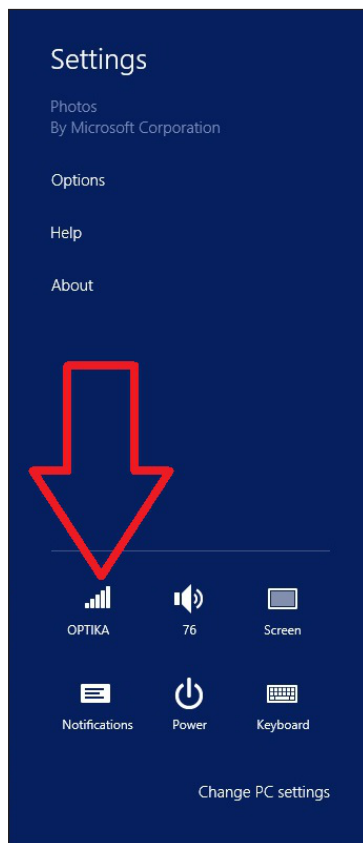 Settings
Photos
By Microsoft Corporation
Options
Help
About
OPTIKA
76
Screen
Notifications
Power
Keyboard
Change PC settings